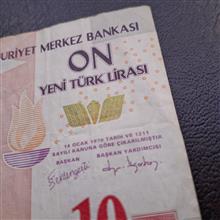 URİYET MERKEZ BANKASI
ON
YENİ TÜRK LİRASI
14 OCAK 1970 TARİH VE 1211
SAYILI KANUNA GÖRE ÇIKARILMIŞTIR.
BAŞKAN BAŞKAN YARDIMCISI
10